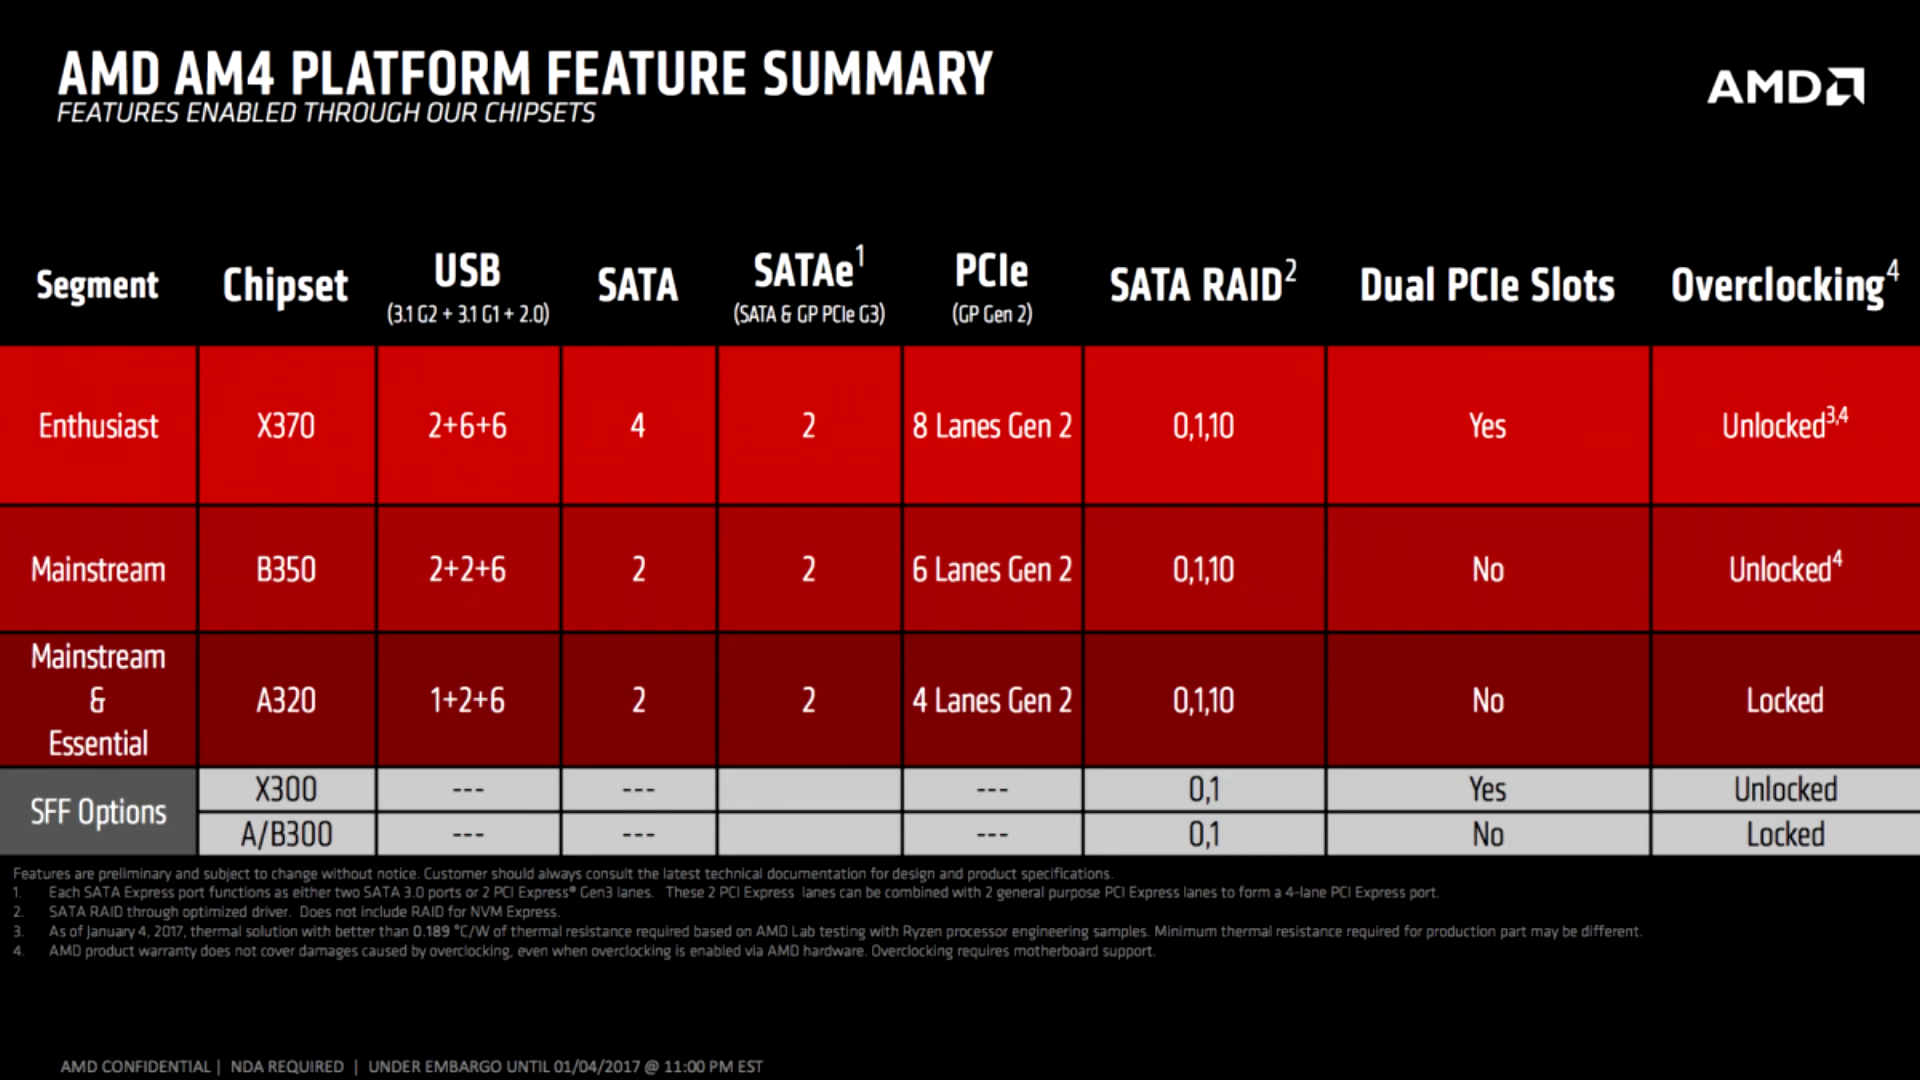 AMD AM4 PLATFORM FEATURE SUMMARY
FEATURES ENABLED THROUGH OUR CHIPSETS
AMD
Segment Chipset USB (3.1 G2 + 3.1 G1 + 2.0) SATA SATAe1 (SATA & GP PCIe G3) PCIe (GP Gen 2) SATA RAID2 Dual PCIe Slots Overclocking4
Enthusiast X370 2+6+6 4 2 8 Lanes Gen 2 0,1,10 Yes Unlocked3,4
Mainstream B350 2+2+6 2 2 6 Lanes Gen 2 0,1,10 No Unlocked4
Mainstream & Essential A320 1+2+6 2 2 4 Lanes Gen 2 0,1,10 No Locked
SFF Options X300 --- --- --- 0,1 Yes Unlocked
A/B300 --- --- --- 0,1 No Locked
Features are preliminary and subject to change without notice. Customer should always consult the latest technical documentation for design and product specifications.
1. Each SATA Express port functions as either two SATA 3.0 ports or 2 PCI Express® Gen3 lanes. These 2 PCI Express lanes can be combined with 2 general purpose PCI Express lanes to form a 4-lane PCI Express port.
2. SATA RAID through optimized driver. Does not include RAID for NVM Express.
3. As of January 4, 2017, thermal solution with better than 0.189 °C/W of thermal resistance required based on AMD Lab testing with Ryzen processor engineering samples. Minimum thermal resistance required for production part may be different.
4. AMD product warranty does not cover damages caused by overclocking, even when overclocking is enabled via AMD hardware. Overclocking requires motherboard support.
AMD CONFIDENTIAL | NDA REQUIRED | UNDER EMBARGO UNTIL 01/04/2017 @ 11:00 PM EST